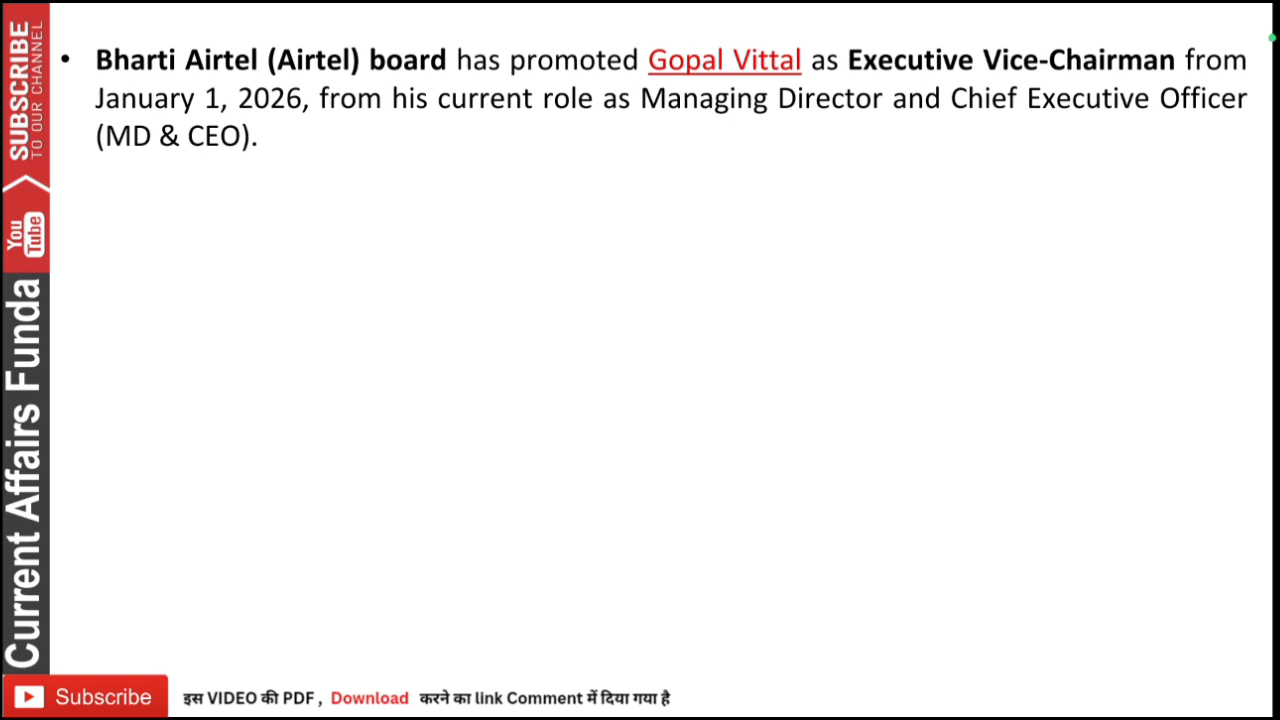 SUBSCRIBE
TO OUR CHANNEL
You
Tube
Current Affairs Funda
• Bharti Airtel (Airtel) board has promoted Gopal Vittal as Executive Vice-Chairman from
January 1, 2026, from his current role as Managing Director and Chief Executive Officer
(MD & CEO).
Subscribe
इस VIDEO की PDF , Download करने का link Comment में दिया गया है